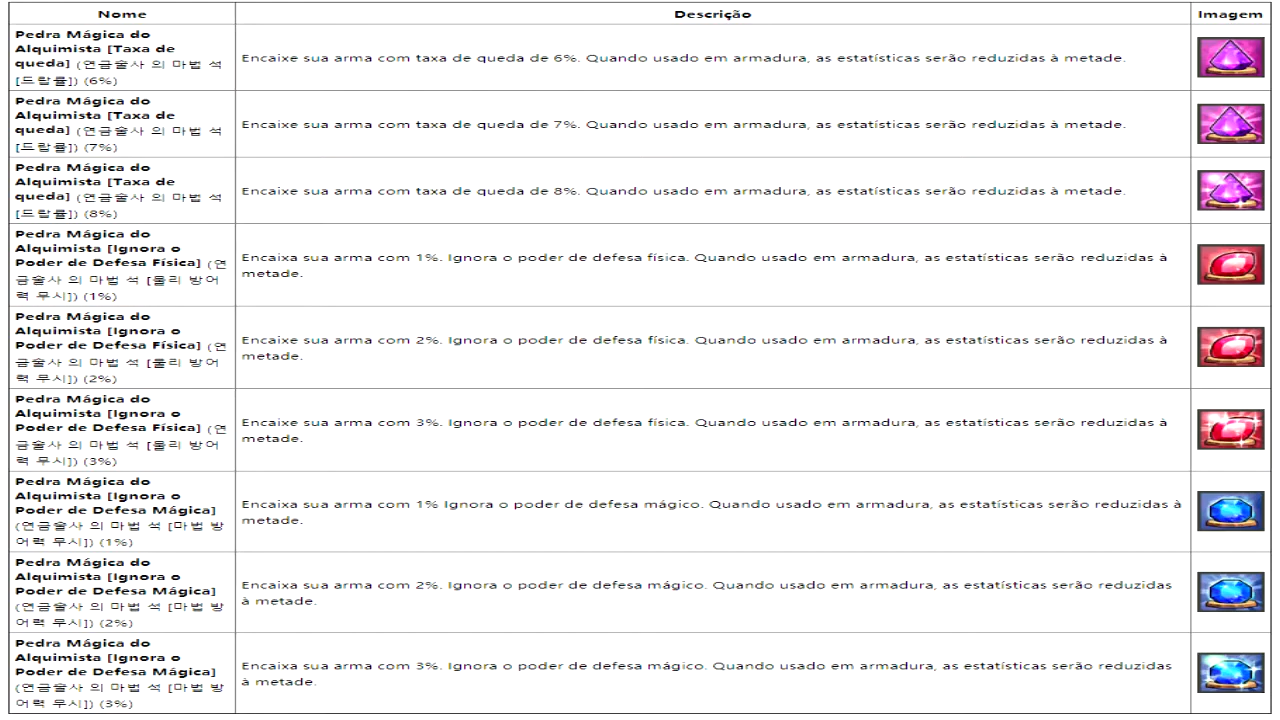 Nome Descrição Imagem
Pedra Mágica do
Alquimista [Taxa de
queda] (연금술사 의 마법 석
[드랍률]) (6%)
Encaixe sua arma com taxa de queda de 6%. Quando usado em armadura, as estatísticas serão reduzidas à metade.
Pedra Mágica do
Alquimista [Taxa de
queda] (연금술사 의 마법 석
[드랍률]) (7%)
Encaixe sua arma com taxa de queda de 7%. Quando usado em armadura, as estatísticas serão reduzidas à metade.
Pedra Mágica do
Alquimista [Taxa de
queda] (연금술사 의 마법 석
[드랍률]) (8%)
Encaixe sua arma com taxa de queda de 8%. Quando usado em armadura, as estatísticas serão reduzidas à metade.
Pedra Mágica do
Alquimista [Ignora o
Poder de Defesa Física] (연
금술사 의 마법 석 [물리 방어
력 무시]) (1%)
Encaixa sua arma com 1%. Ignora o poder de defesa física. Quando usado em armadura, as estatísticas serão reduzidas à
metade.
Pedra Mágica do
Alquimista [Ignora o
Poder de Defesa Física] (연
금술사 의 마법 석 [물리 방어
력 무시]) (2%)
Encaixe sua arma com 2%. Ignora o poder de defesa física. Quando usado em armadura, as estatísticas serão reduzidas à
metade.
Pedra Mágica do
Alquimista [Ignora o
Poder de Defesa Física] (연
금술사 의 마법 석 [물리 방어
력 무시]) (3%)
Encaixe sua arma com 3%. Ignora o poder de defesa física. Quando usado em armadura, as estatísticas serão reduzidas à
metade.
Pedra Mágica do
Alquimista [Ignora o
Poder de Defesa Mágica]
(연금술사 의 마법 석 [마법 방
어력 무시]) (1%)
Encaixa sua arma com 1% Ignora o poder de defesa mágico. Quando usado em armadura, as estatísticas serão reduzidas à
metade.
Pedra Mágica do
Alquimista [Ignora o
Poder de Defesa Mágica]
(연금술사 의 마법 석 [마법 방
어력 무시]) (2%)
Encaixa sua arma com 2%. Ignora o poder de defesa mágico. Quando usado em armadura, as estatísticas serão reduzidas
à metade.
Pedra Mágica do
Alquimista [Ignora o
Poder de Defesa Mágica]
(연금술사 의 마법 석 [마법 방
어력 무시]) (3%)
Encaixa sua arma com 3%. Ignora o poder de defesa mágico. Quando usado em armadura, as estatísticas serão reduzidas
à metade.